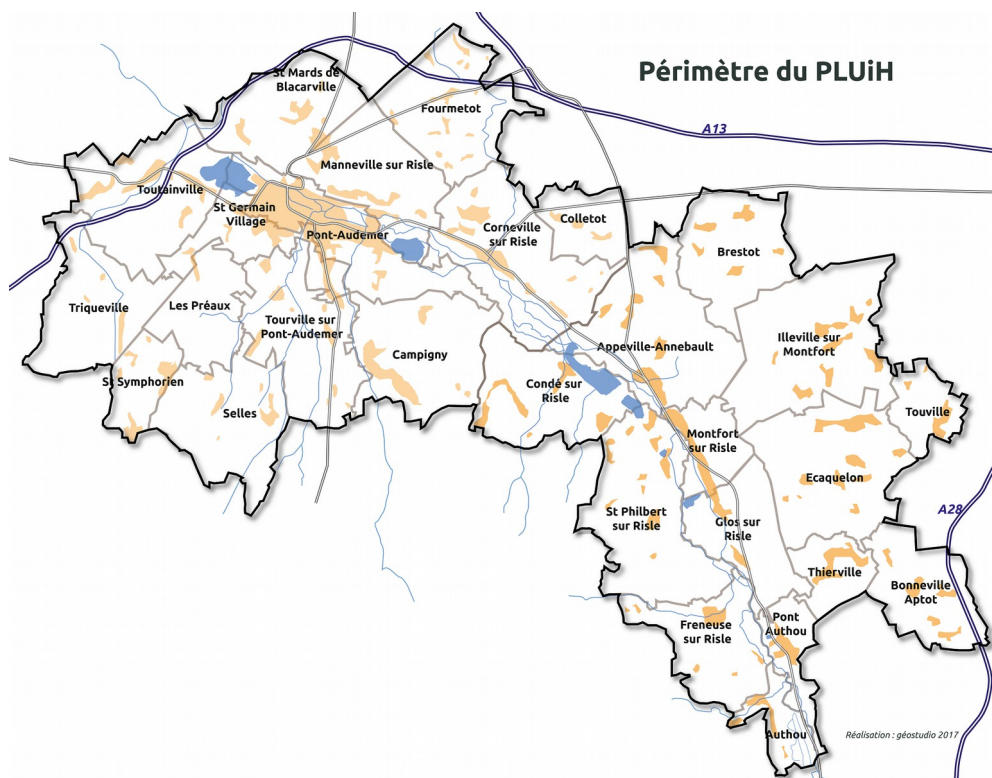 Périmètre du PLUiH
St Mards de
Blacarville
Fourmetot
A13
Manneville sur Risle
Toutainville
St Germain
Village
Pont-Audemer
Corneville
sur Risle
Colletot
Brestot
Triqueville
Les Préaux
Tourville sur
Pont-Audemer
Campigny
Appeville-Annebault
Illeville sur
Montfort
St Symphorien
Selles
Condé sur
Risle
Touville
Montfort
sur Risle
Ecaquelon
St Philbert
sur Risle
Glos sur
Risle
A28
Thierville
Bonneville
Aptot
Freneuse
sur Risle
Pont
Authou
Authou
Réalisation : géostudio 2017